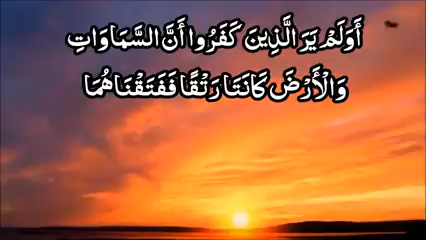 أَوَلَمْ يَرَ الَّذِينَ كَفَرُوا أَنَّ السَّمَاوَاتِ
وَالْأَرْضَ كَانَتَا رَتْقًا فَفَتَقْنَاهُمَا